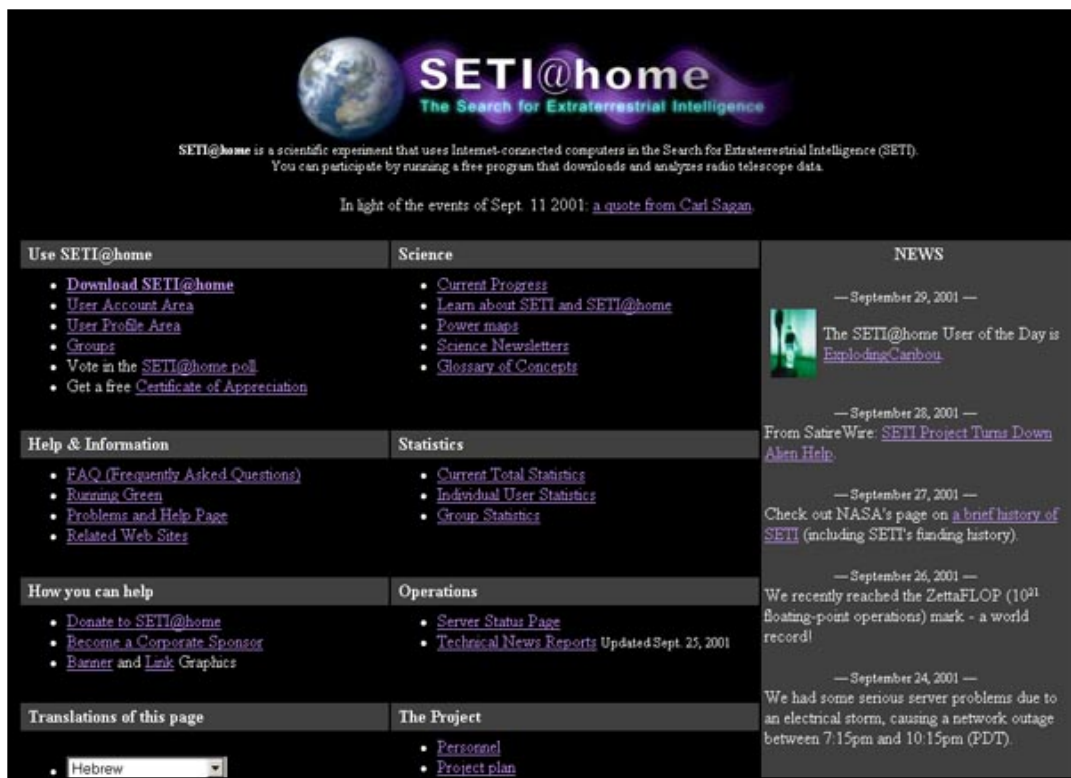 SETI@home
The Search for Extraterrestrial Intelligence
SETI@home is a scientific experiment that uses Internet-connected computers in the Search for Extraterrestrial Intelligence (SETI).
You can participate by running a free program that downloads and analyzes radio telescope data.
In light of the events of Sept. 11 2001: a quote from Carl Sagan.
Use SETI@home
Download SETI@home
User Account Area
User Profile Area
Groups
Vote in the SETI@home poll.
Get a free Certificate of Appreciation
Science
Current Progress
Learn about SETI and SETI@home
Power maps
Science Newsletters
Glossary of Concepts
Help & Information
FAQ (Frequently Asked Questions)
Running Green
Problems and Help Page
Related Web Sites
Statistics
Current Total Statistics
Individual User Statistics
Group Statistics
How you can help
Donate to SETI@home
Become a Corporate Sponsor
Banner and Link Graphics
Operations
Server Status Page
Technical News Reports Updated Sept. 25, 2001
Translations of this page
Hebrew
The Project
Personnel
Project plan
NEWS
— September 29, 2001 —
The SETI@home User of the Day is
ExplodingCaribou.
— September 28, 2001 —
From SatireWire: SETI Project Turns Down
Alien Help.
— September 27, 2001 —
Check out NASA's page on a brief history of
SETI (including SETI's funding history).
— September 26, 2001 —
We recently reached the ZettaFLOP (10²¹
floating-point operations) mark - a world
record!
— September 24, 2001 —
We had some serious server problems due to
an electrical storm, causing a network outage
between 7:15pm and 10:15pm (PDT).